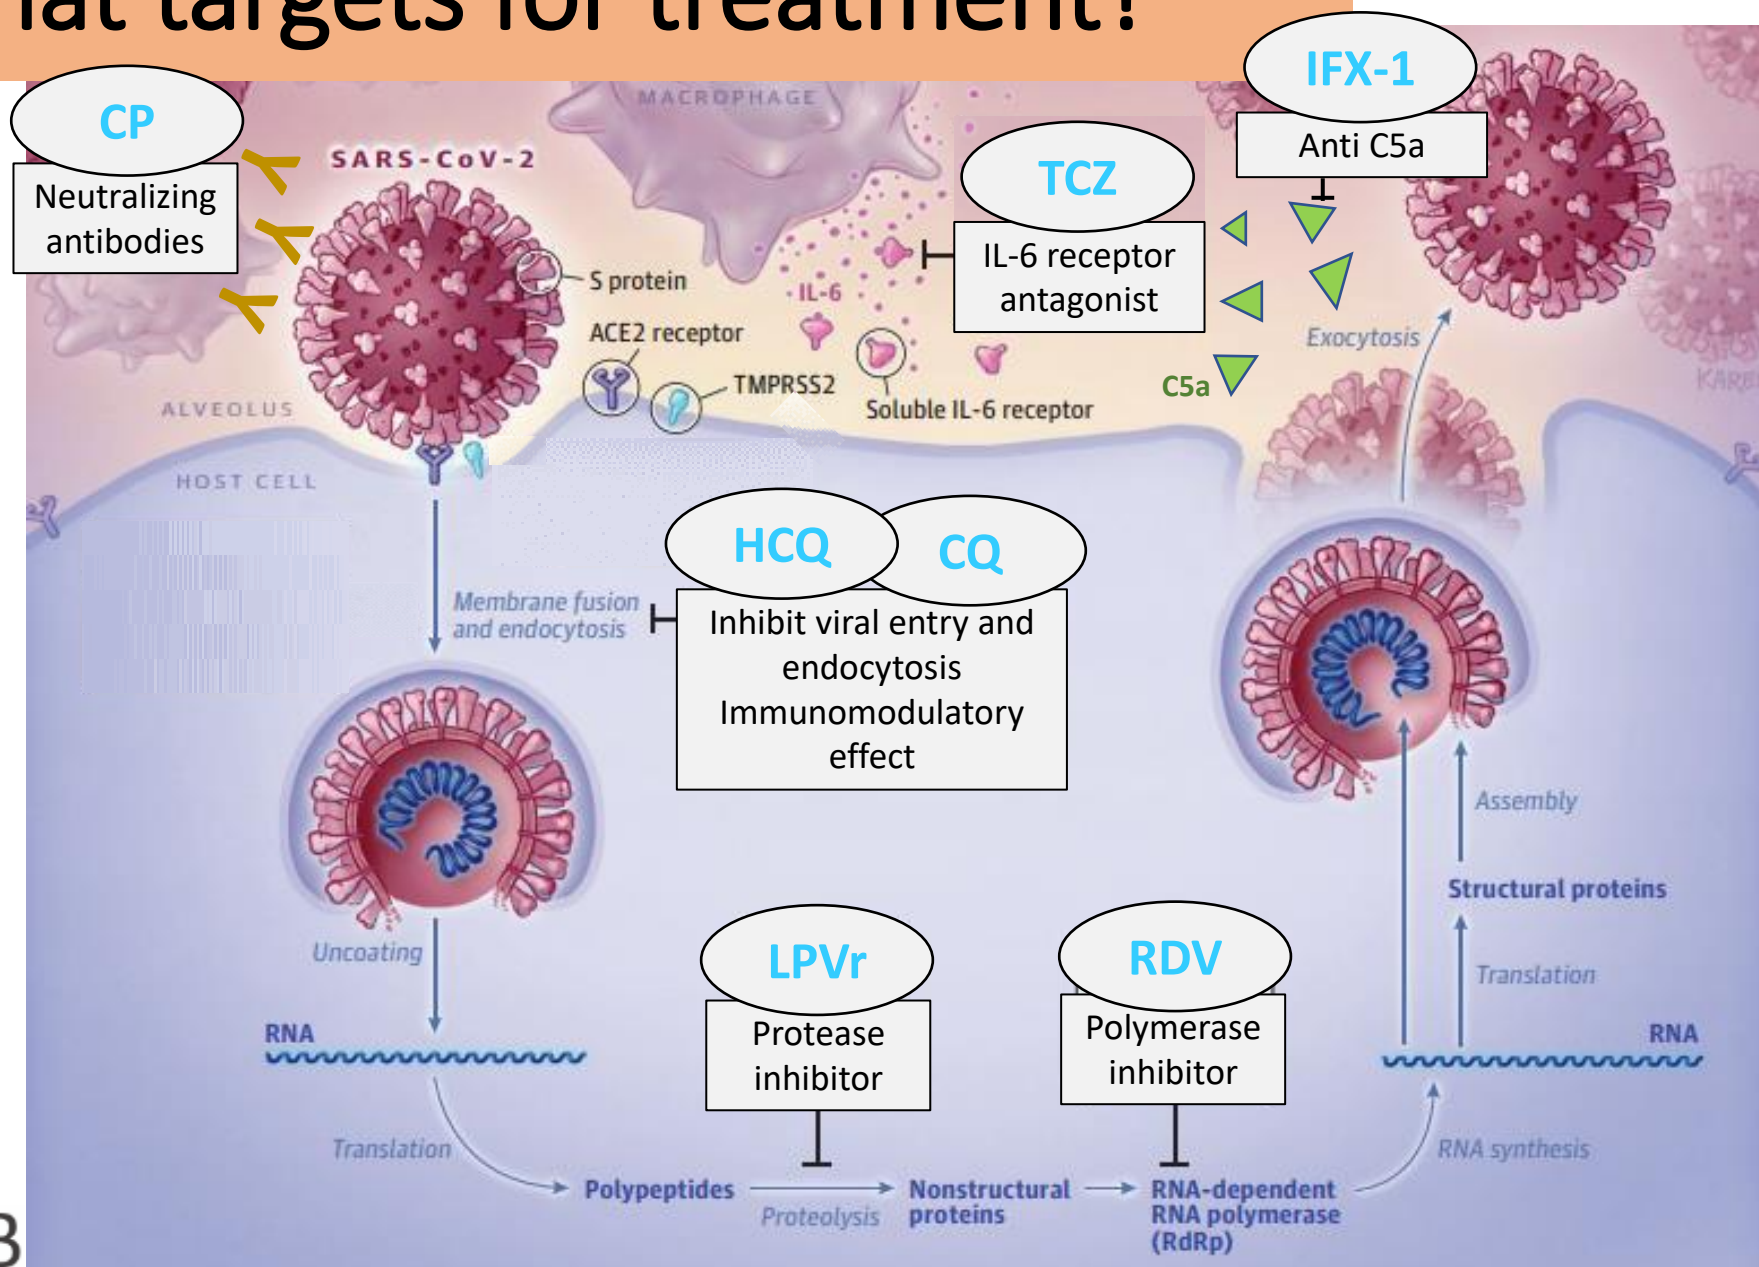 targets for treatment?
IFX-1
Anti C5a
CP
Neutralizing
antibodies
MACROPHAGE
SARS-CoV-2
TCZ
IL-6 receptor
antagonist
S protein
IL-6
ACE2 receptor
TMPRSS2
Soluble IL-6 receptor
C5a
Exocytosis
ALVEOLUS
HOST CELL
HCQ
CQ
Inhibit viral entry and
endocytosis
Immunomodulatory
effect
Membrane fusion
and endocytosis
Assembly
Structural proteins
Translation
RNA
Uncoating
RNA
LPVr
Protease
inhibitor
RDV
Polymerase
inhibitor
Translation
Polypeptides
Proteolysis
Nonstructural
proteins
RNA-dependent
RNA polymerase
(RdRp)
RNA synthesis